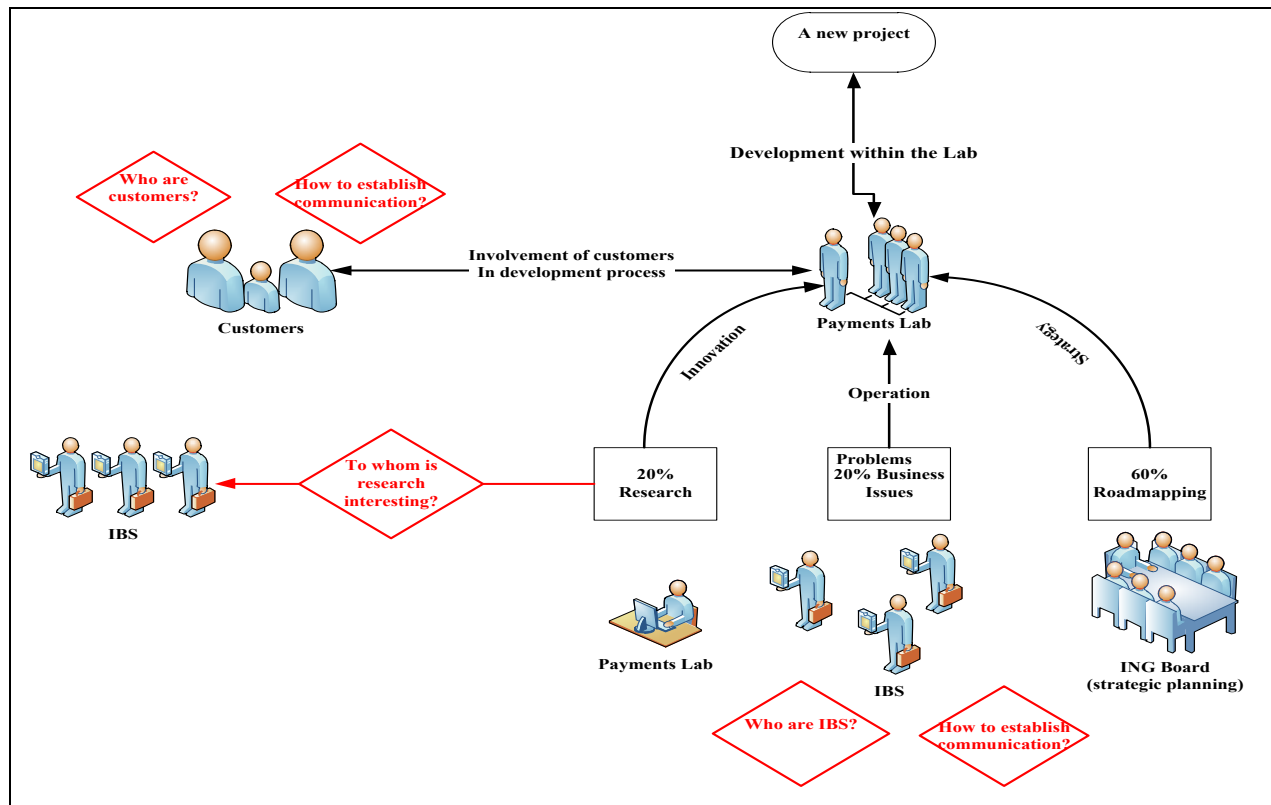 A new project
Development within the Lab
Who are
customers?
How to establish
communication?
Involvement of customers
In development process
Customers
Payments Lab
Innovation
Operation
Strategy
To whom is
research
interesting?
IBS
20%
Research
Problems
20% Business
Issues
60%
Roadmapping
Payments Lab
IBS
ING Board
(strategic planning)
Who are IBS?
How to establish
communication?